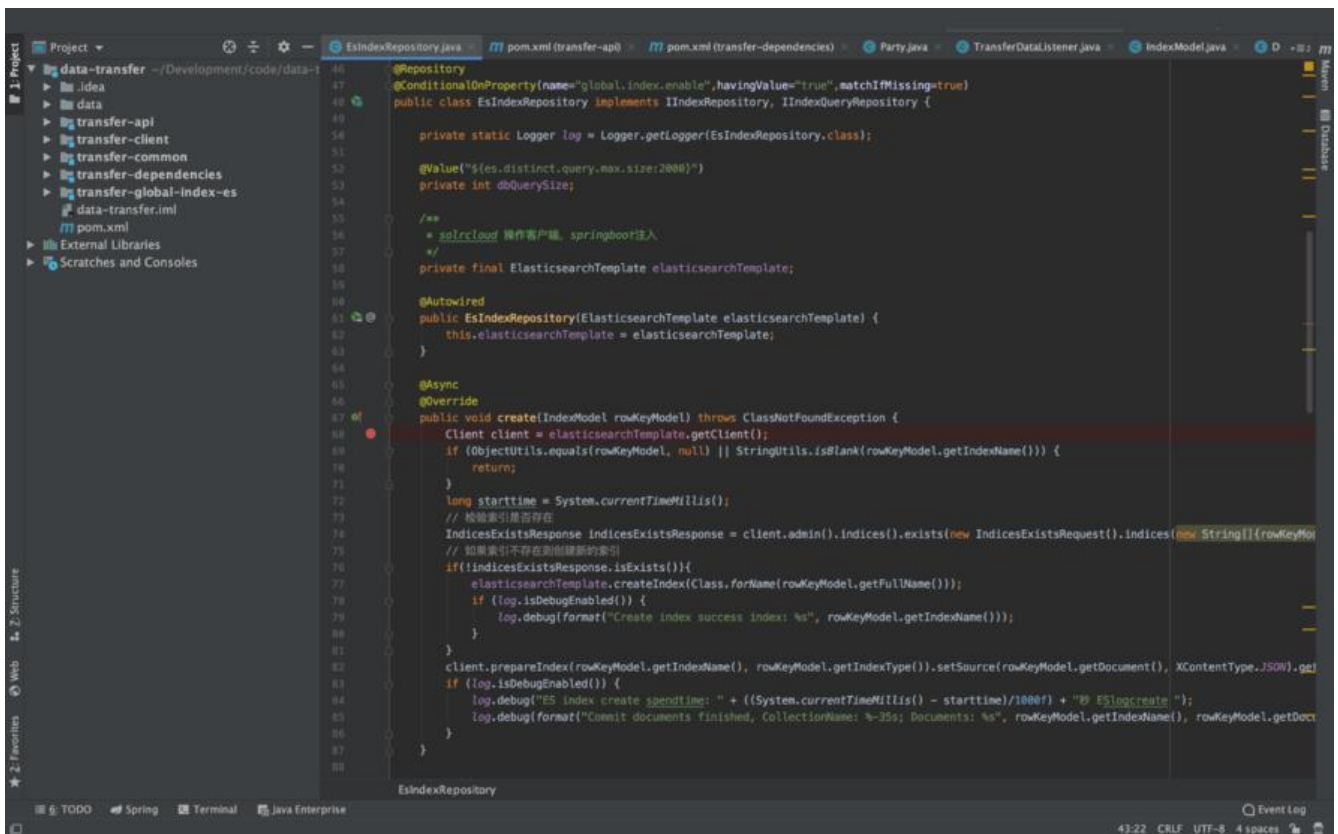 Project
EsIndexRepository.java
pom.xml (transfer-api)
pom.xml (transfer-dependencies)
Party.java
TransferDataListener.java
IndexModel.java
D
1: Project
data-transfer ~/Development/code/data-t
.idea
data
transfer-api
transfer-client
transfer-common
transfer-dependencies
transfer-global-index-es
data-transfer.iml
pom.xml
External Libraries
Scratches and Consoles
Maven
Database
46 @Repository
47 @ConditionalOnProperty(name="global.index.enable",havingValue="true",matchIfMissing=true)
48 public class EsIndexRepository implements IIndexRepository, IIndexQueryRepository {
49
50 private static Logger log = Logger.getLogger(EsIndexRepository.class);
51
52 @Value("${es.distinct.query.max.size:2000}")
53 private int dbQuerySize;
54
55 /**
56 * solrcloud 操作客户端, springboot注入
57 */
58 private final ElasticsearchTemplate elasticsearchTemplate;
59
60 @Autowired
61 public EsIndexRepository(ElasticsearchTemplate elasticsearchTemplate) {
62 this.elasticsearchTemplate = elasticsearchTemplate;
63 }
64
65 @Async
66 @Override
67 public void create(IndexModel rowKeyModel) throws ClassNotFoundException {
68 Client client = elasticsearchTemplate.getClient();
69 if (ObjectUtils.equals(rowKeyModel, null) || StringUtils.isBlank(rowKeyModel.getIndexName())) {
70 return;
71 }
72 long starttime = System.currentTimeMillis();
73 // 检验索引是否存在
74 IndicesExistsResponse indicesExistsResponse = client.admin().indices().exists(new IndicesExistsRequest().indices(new String[]{rowKeyMo
75 // 如果索引不存在则创建新的索引
76 if(!indicesExistsResponse.isExists()){
77 elasticsearchTemplate.createIndex(Class.forName(rowKeyModel.getFullName()));
78 if (log.isDebugEnabled()) {
79 log.debug(format("Create index success index: %s", rowKeyModel.getIndexName()));
80 }
81 }
82 client.prepareIndex(rowKeyModel.getIndexName(), rowKeyModel.getIndexType()).setSource(rowKeyModel.getDocument(), XContentType.JSON).get
83 if (log.isDebugEnabled()) {
84 log.debug("ES index create spendtime: " + ((System.currentTimeMillis() - starttime)/1000f) + "秒 ESlogcreate ");
85 log.debug(format("Commit documents finished, CollectionName: %-35s; Documents: %s", rowKeyModel.getIndexName(), rowKeyModel.getDoc
86 }
87 }
88
Z: Structure
Web
2: Favorites
EsIndexRepository
6: TODO
Spring
Terminal
Java Enterprise
Event Log
43:22 CRLF UTF-8 4 spaces